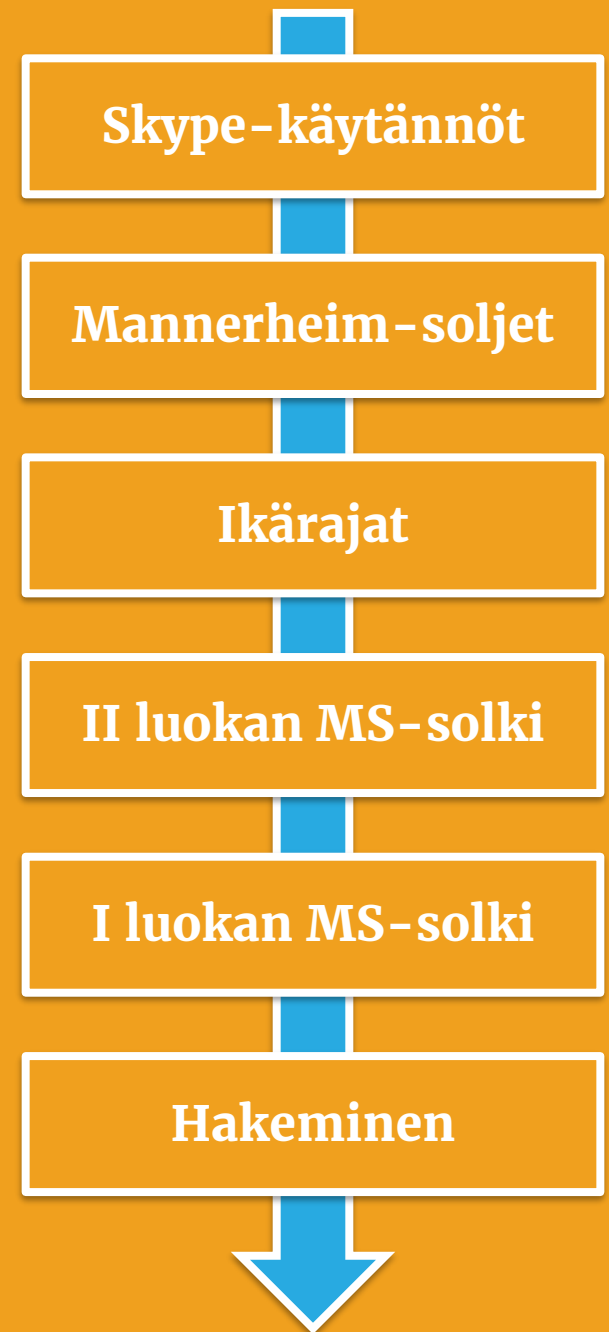 Skype-käytännöt
Mannerheim-soljet
Ikärajat
II luokan MS-solki
I luokan MS-solki
Hakeminen